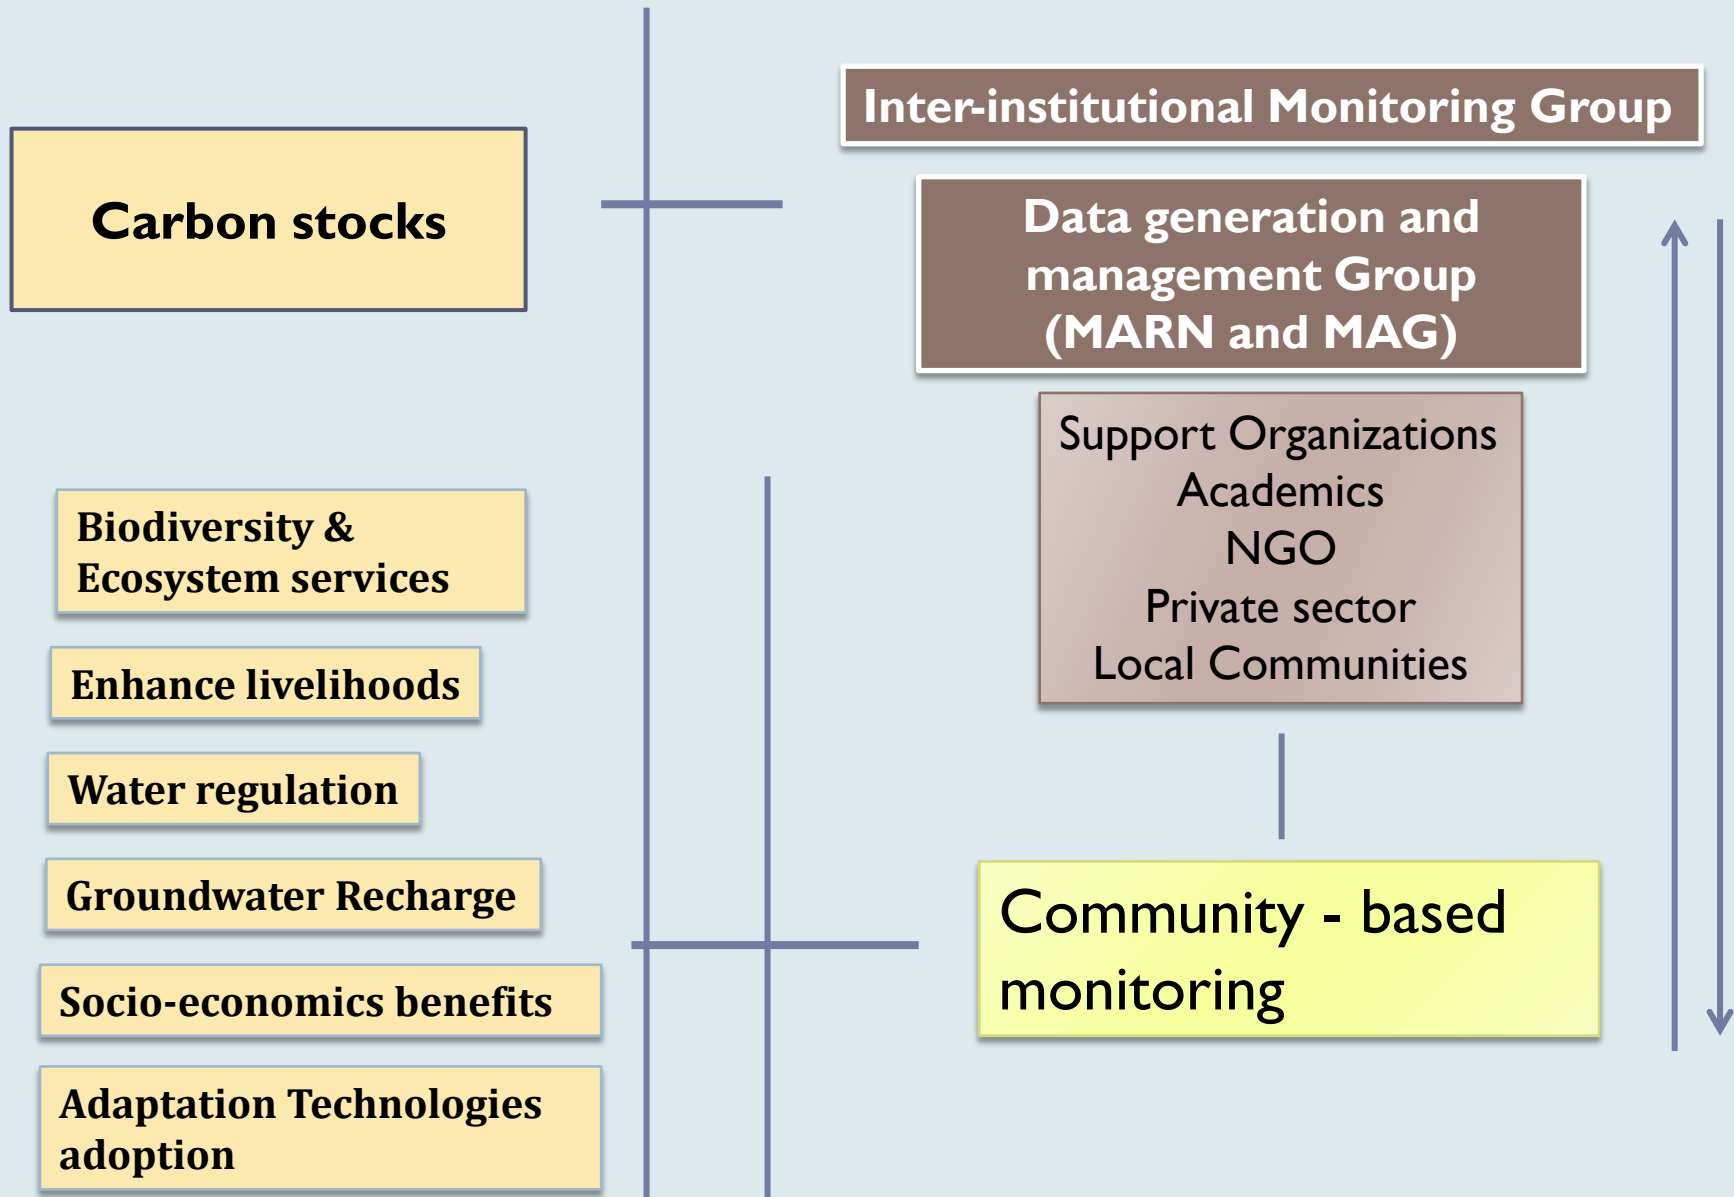 Carbon stocks
Biodiversity &
Ecosystem services
Enhance livelihoods
Water regulation
Groundwater Recharge
Socio-economics benefits
Adaptation Technologies
adoption
Inter-institutional Monitoring Group
Data generation and
management Group
(MARN and MAG)
Support Organizations
Academics
NGO
Private sector
Local Communities
Community - based
monitoring